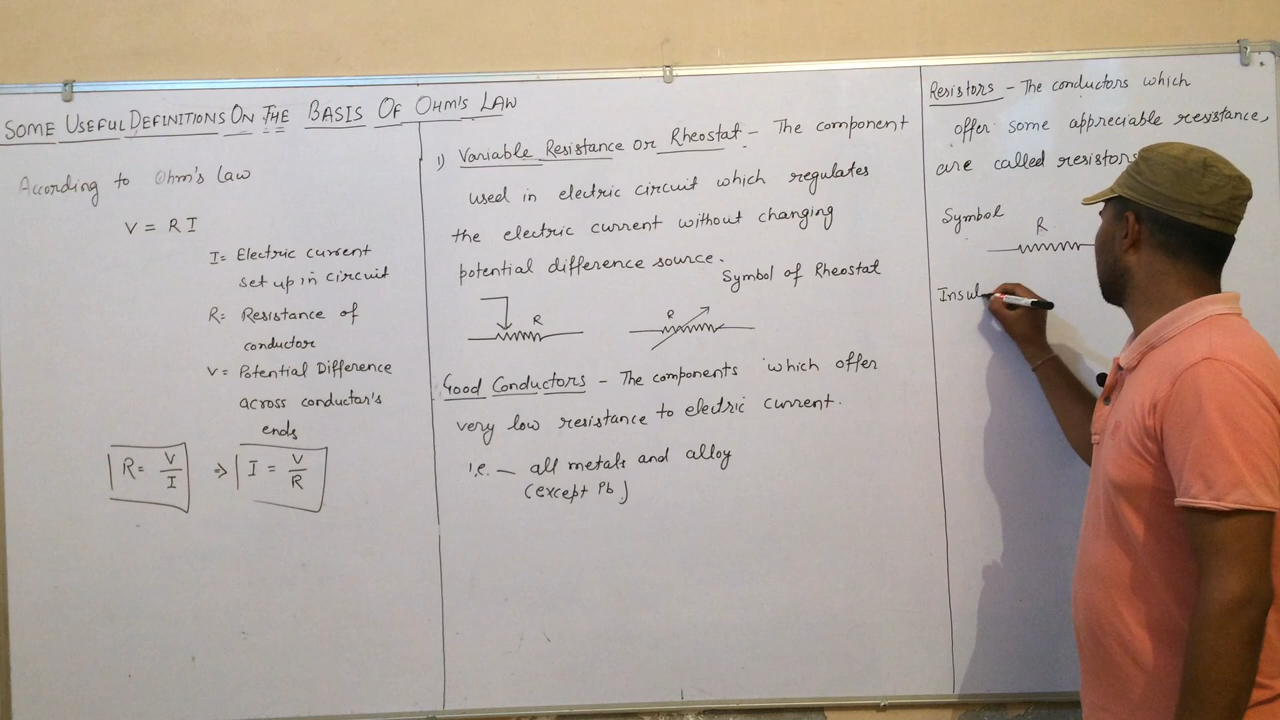 SOME USEFUL DEFINITIONS ON THE BASIS OF OHM'S LAW
According to Ohm's Law
V = R I
I = Electric current
set up in circuit
R = Resistance of
conductor
V = Potential Difference
across conductor's
ends
R = V/I ⇒ I = V/R
1) Variable Resistance Or Rheostat - The component
used in electric circuit which regulates
the electric current without changing
potential difference source.
Symbol of Rheostat
R
R
Good Conductors - The components which offer
very low resistance to electric current.
i.e. - all metals and alloy
(except Pb)
Resistors - The conductors which
offer some appreciable resistance,
are called resistors
Symbol
R
Insul